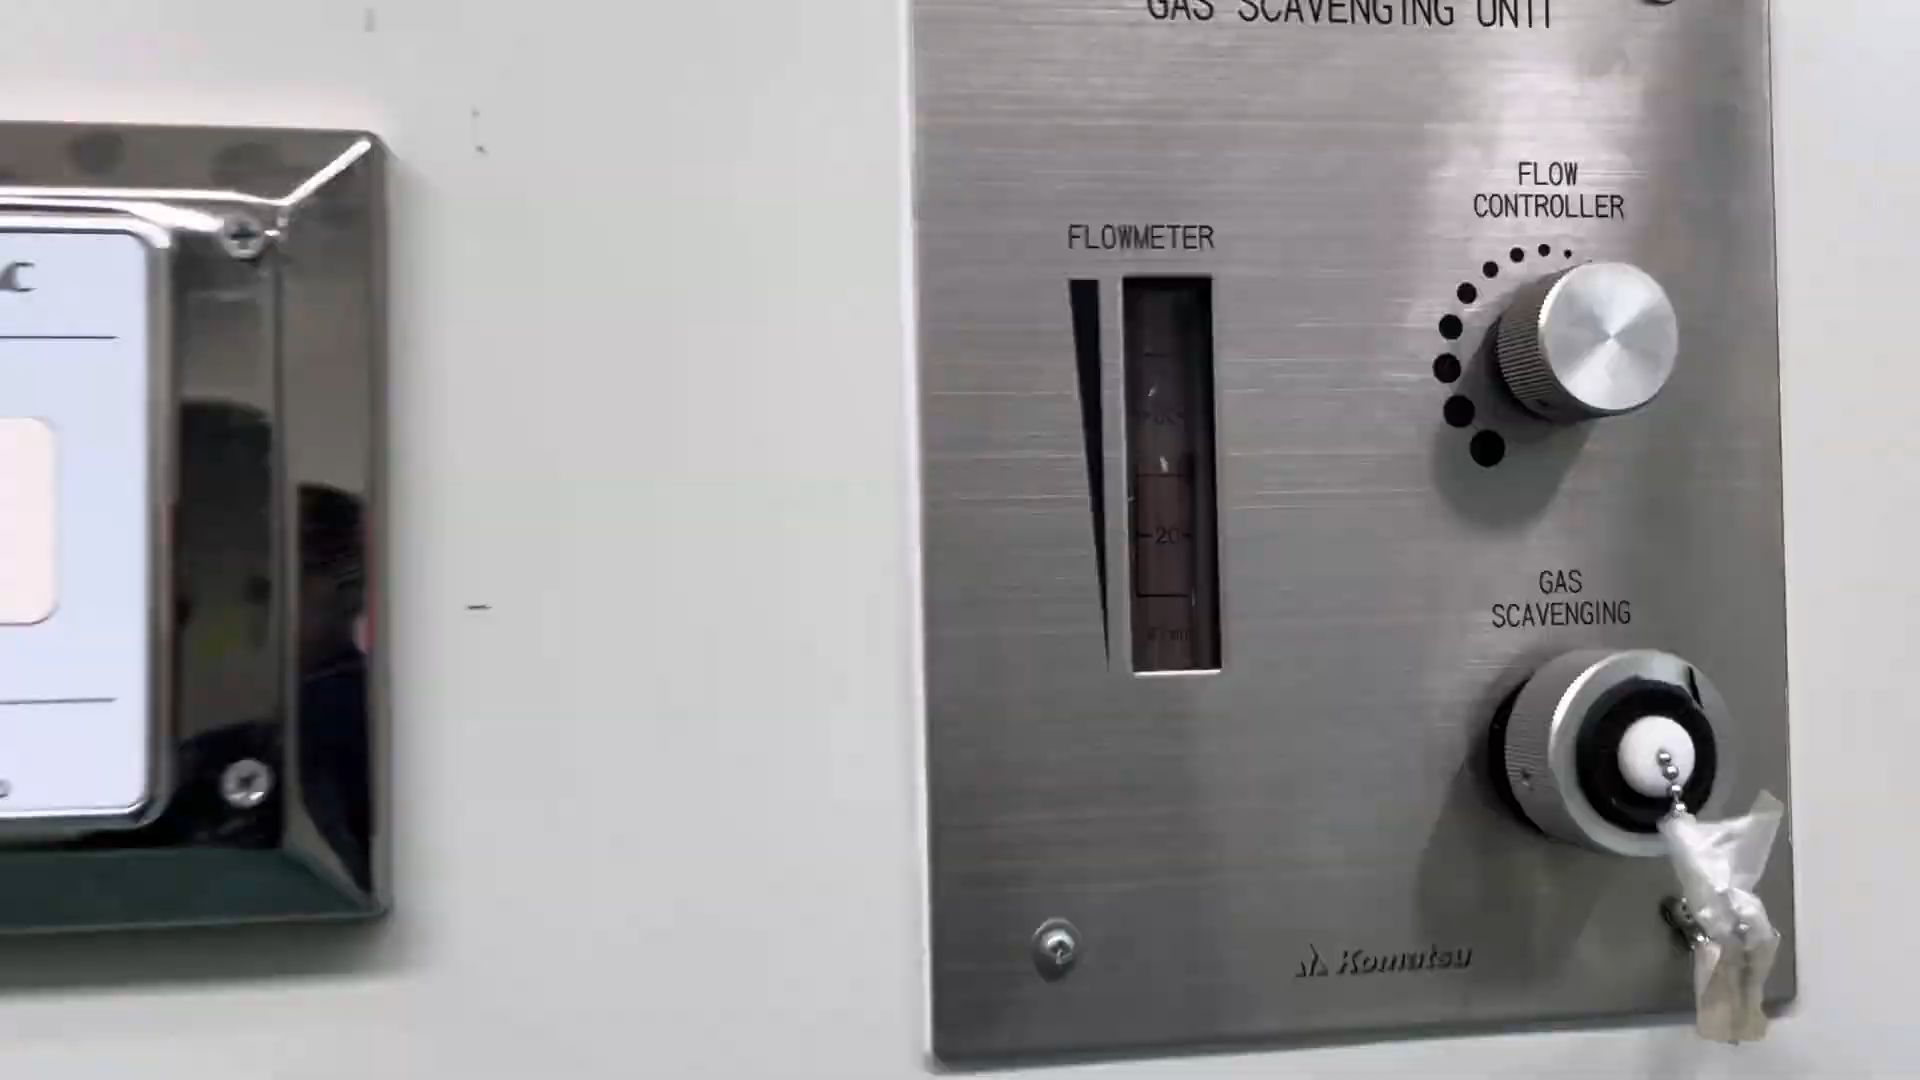 GAS SCAVENGING UNIT
FLOW
CONTROLLER
FLOWMETER
20
GAS
SCAVENGING
Komatsu